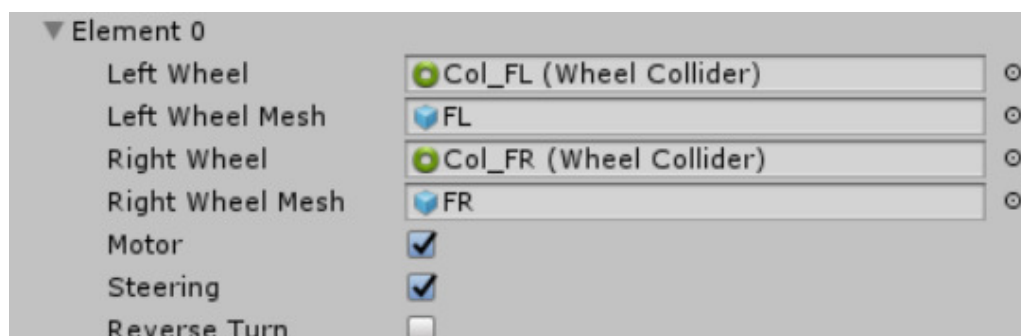 Element 0
Left Wheel Col_FL (Wheel Collider)
Left Wheel Mesh FL
Right Wheel Col_FR (Wheel Collider)
Right Wheel Mesh FR
Motor
Steering
Reverse Turn